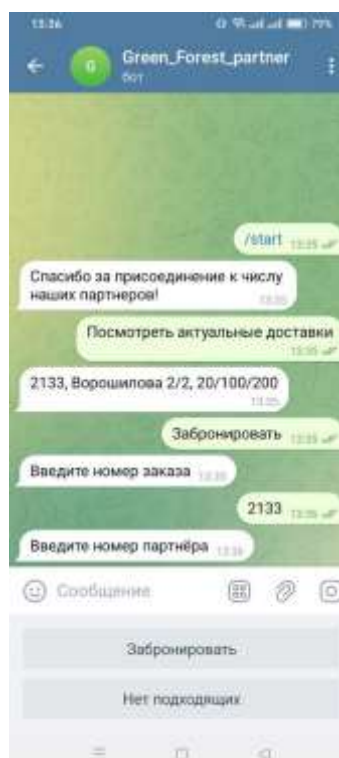 13:36
79%
G
Green_Forest_partner
бот
/start 13:35
Спасибо за присоединение к числу
наших партнеров!
13:35
Посмотреть актуальные доставки
13:35
2133, Ворошилова 2/2, 20/100/200
13:35
Забронировать 13:35
Введите номер заказа 13:35
2133 13:35
Введите номер партнёра 13:36
Сообщение
Забронировать
Нет подходящих